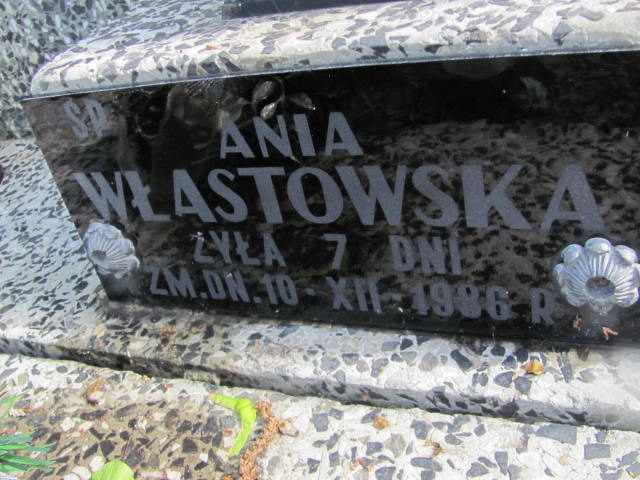 ŚP
ANIA
WŁASTOWSKA
ŻYŁA 7 DNI
ZM.DN.10-XII-1986 R